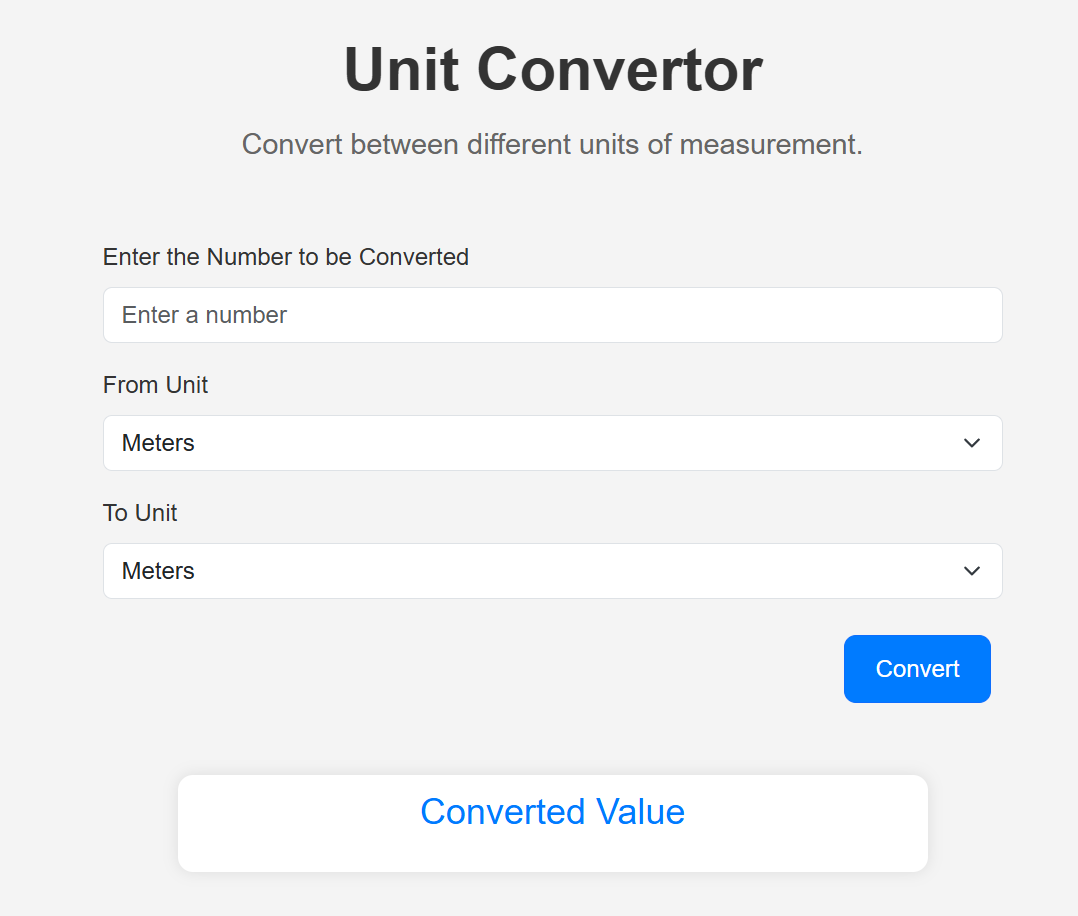 Unit Convertor
Convert between different units of measurement.
Enter the Number to be Converted
Enter a number
From Unit
Meters
To Unit
Meters
Convert
Converted Value